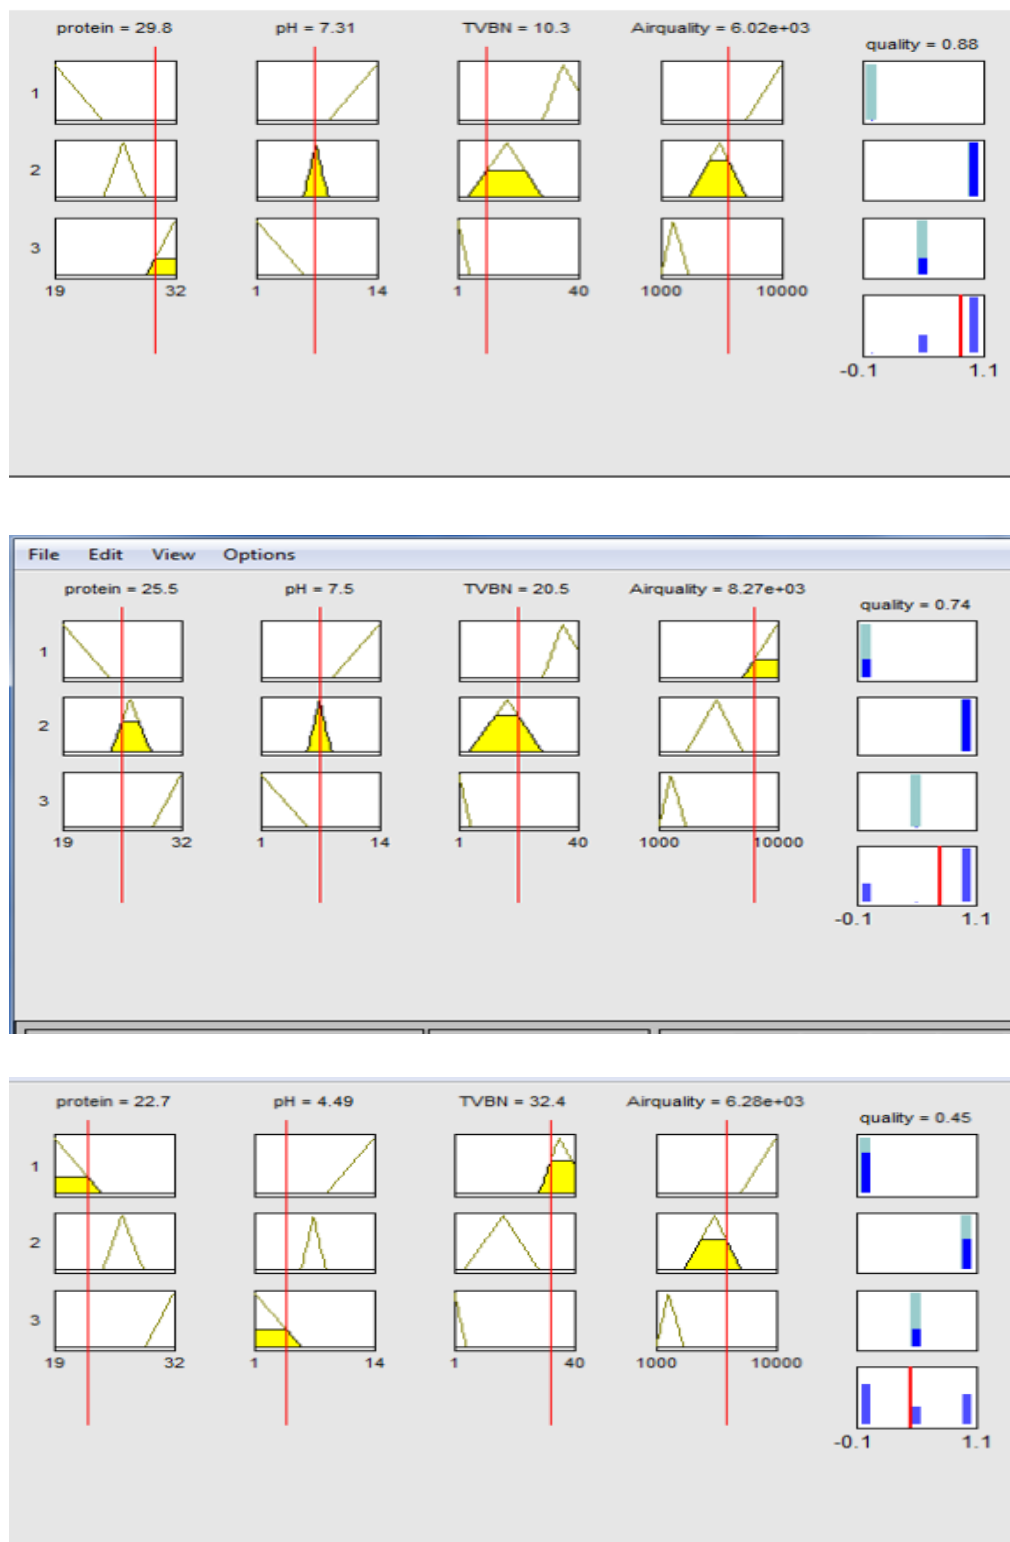 protein = 29.8 pH = 7.31 TVBN = 10.3 Airquality = 6.02e+03
quality = 0.88
1
2
3
19 32 1 14 1 40 1000 10000
-0.1 1.1
File Edit View Options
protein = 25.5 pH = 7.5 TVBN = 20.5 Airquality = 8.27e+03
quality = 0.74
1
2
3
19 32 1 14 1 40 1000 10000
-0.1 1.1
protein = 22.7 pH = 4.49 TVBN = 32.4 Airquality = 6.28e+03
quality = 0.45
1
2
3
19 32 1 14 1 40 1000 10000
-0.1 1.1